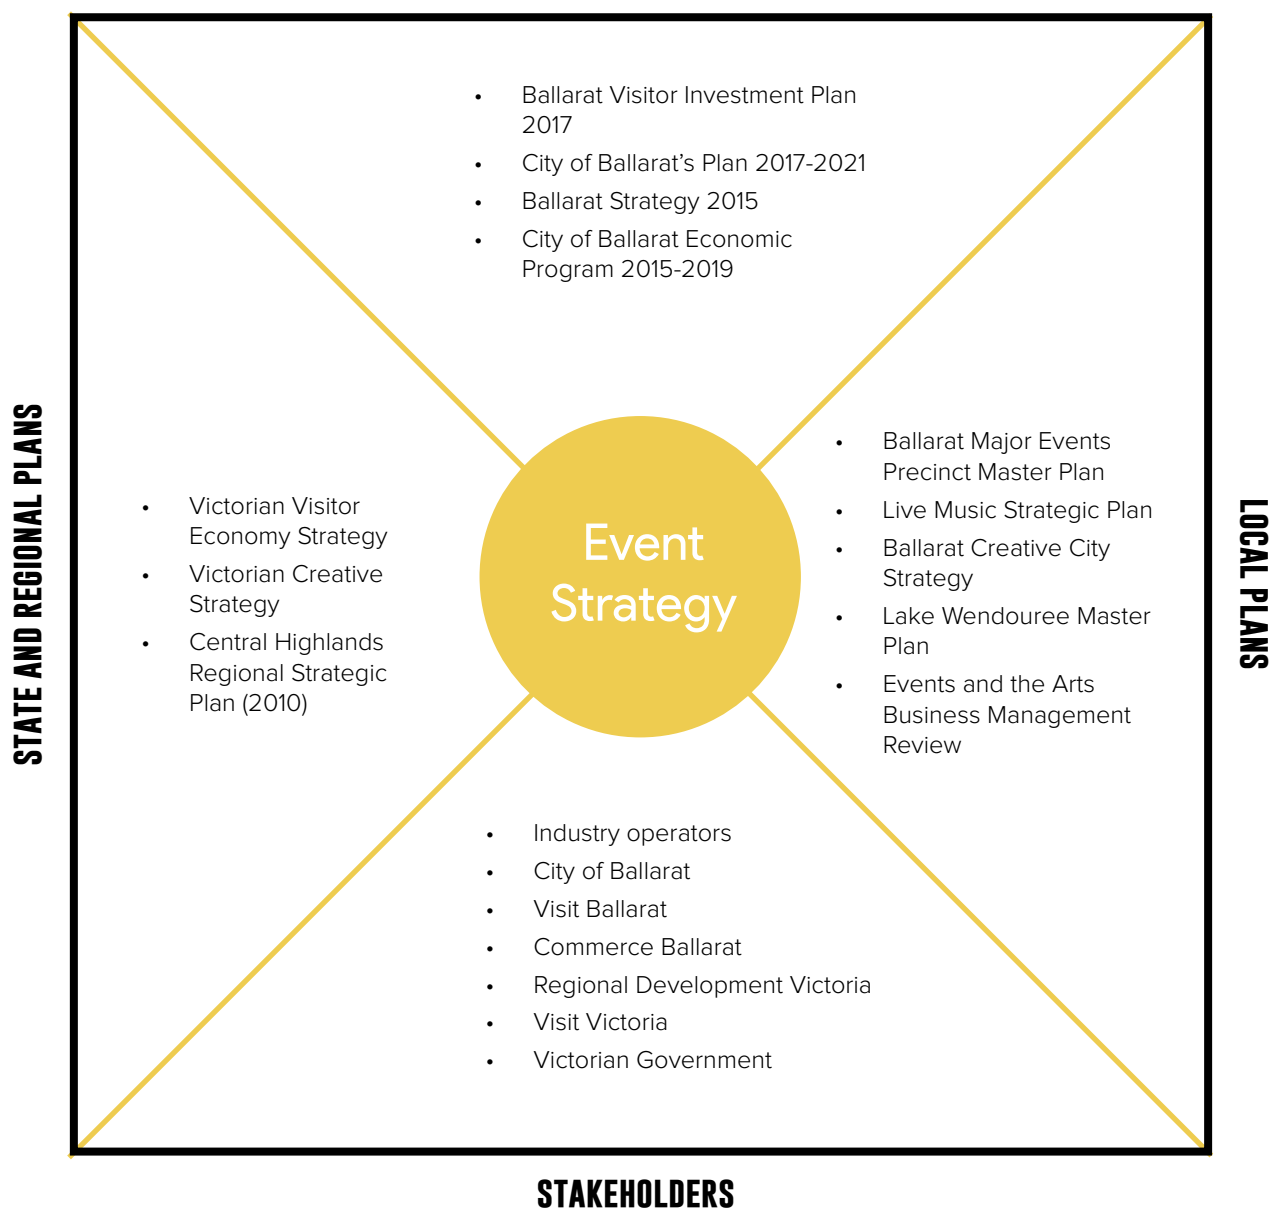 • Ballarat Visitor Investment Plan
2017
• City of Ballarat’s Plan 2017-2021
• Ballarat Strategy 2015
• City of Ballarat Economic
Program 2015-2019
STATE AND REGIONAL PLANS
• Victorian Visitor
Economy Strategy
• Victorian Creative
Strategy
• Central Highlands
Regional Strategic
Plan (2010)
Event
Strategy
• Ballarat Major Events
Precinct Master Plan
• Live Music Strategic Plan
• Ballarat Creative City
Strategy
• Lake Wendouree Master
Plan
• Events and the Arts
Business Management
Review
LOCAL PLANS
• Industry operators
• City of Ballarat
• Visit Ballarat
• Commerce Ballarat
• Regional Development Victoria
• Visit Victoria
• Victorian Government
STAKEHOLDERS